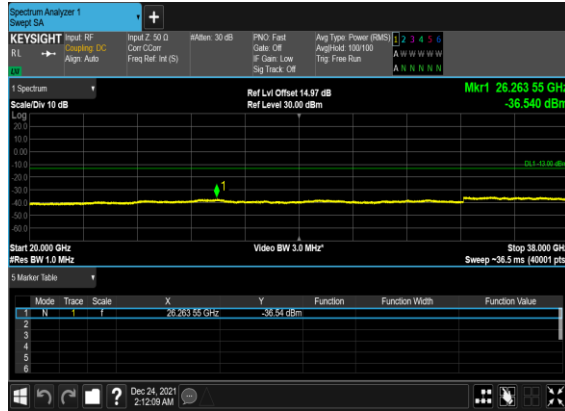 Spectrum Analyzer 1
Swept SA
+
KEYSIGHT Input: RF Input Z: 50 Ω #Atten: 30 dB PNO: Fast Avg Type: Power (RMS) 1 2 3 4 5 6
RL Coupling: DC Corr CCorr Gate: Off Avg|Hold: 100/100 A W W W W W
Align: Auto Freq Ref: Int (S) IF Gain: Low Trig: Free Run
Sig Track: Off A N N N N N
1 Spectrum
Ref Lvl Offset 14.97 dB Mkr1 26.263 55 GHz
Scale/Div 10 dB Ref Level 30.00 dBm -36.540 dBm
Log
20.0
10.0
0.00
-10.0
DL1 -13.00 dBm
-20.0
-30.0
1
-40.0
-50.0
-60.0
Start 20.000 GHz Video BW 3.0 MHz* Stop 38.000 GHz
#Res BW 1.0 MHz Sweep ~36.5 ms (40001 pts)
5 Marker Table
Mode Trace Scale X Y Function Function Width Function Value
1 N 1 f 26.263 55 GHz -36.54 dBm
2
3
4
5
6
? Dec 24, 2021
2:12:09 AM